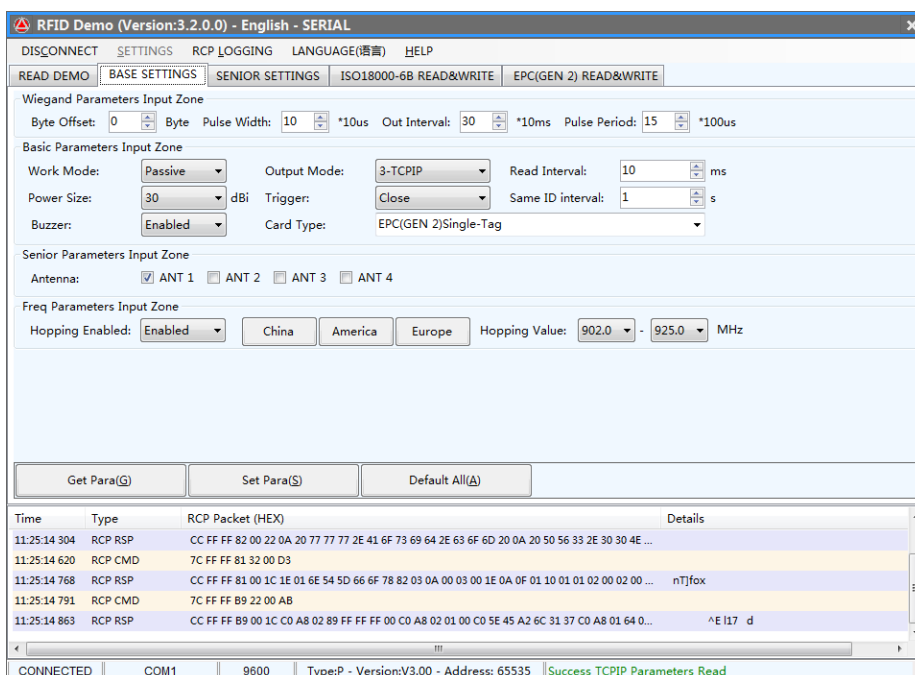 RFID Demo (Version:3.2.0.0) - English - SERIAL
DISCONNECT SETTINGS RCP LOGGING LANGUAGE(语言) HELP
READ DEMO BASE SETTINGS SENIOR SETTINGS ISO18000-6B READ&WRITE EPC(GEN 2) READ&WRITE
Wiegand Parameters Input Zone
Byte Offset: 0 Byte Pulse Width: 10 *10us Out Interval: 30 *10ms Pulse Period: 15 *100us
Basic Parameters Input Zone
Work Mode: Passive Output Mode: 3-TCPIP Read Interval: 10 ms
Power Size: 30 dBi Trigger: Close Same ID interval: 1 s
Buzzer: Enabled Card Type: EPC(GEN 2)Single-Tag
Senior Parameters Input Zone
Antenna: ANT 1 ANT 2 ANT 3 ANT 4
Freq Parameters Input Zone
Hopping Enabled: Enabled China America Europe Hopping Value: 902.0 - 925.0 MHz
Get Para(G) Set Para(S) Default All(A)
Time Type RCP Packet (HEX) Details
11:25:14 304 RCP RSP CC FF FF 82 00 22 0A 20 77 77 77 2E 41 6F 73 69 64 2E 63 6F 6D 20 0A 20 50 56 33 2E 30 30 4E ...
11:25:14 620 RCP CMD 7C FF FF 81 32 00 D3
11:25:14 768 RCP RSP CC FF FF 81 00 1C 1E 01 6E 54 5D 66 6F 78 82 03 0A 00 03 00 1E 0A 0F 01 10 01 01 02 00 02 00 ... nT]fox
11:25:14 791 RCP CMD 7C FF FF B9 22 00 AB
11:25:14 863 RCP RSP CC FF FF B9 00 1C C0 A8 02 89 FF FF FF 00 C0 A8 02 01 00 C0 5E 45 A2 6C 31 37 C0 A8 01 64 0... ^E l17 d
CONNECTED COM1 9600 Type:P - Version:V3.00 - Address: 65535 Success TCPIP Parameters Read